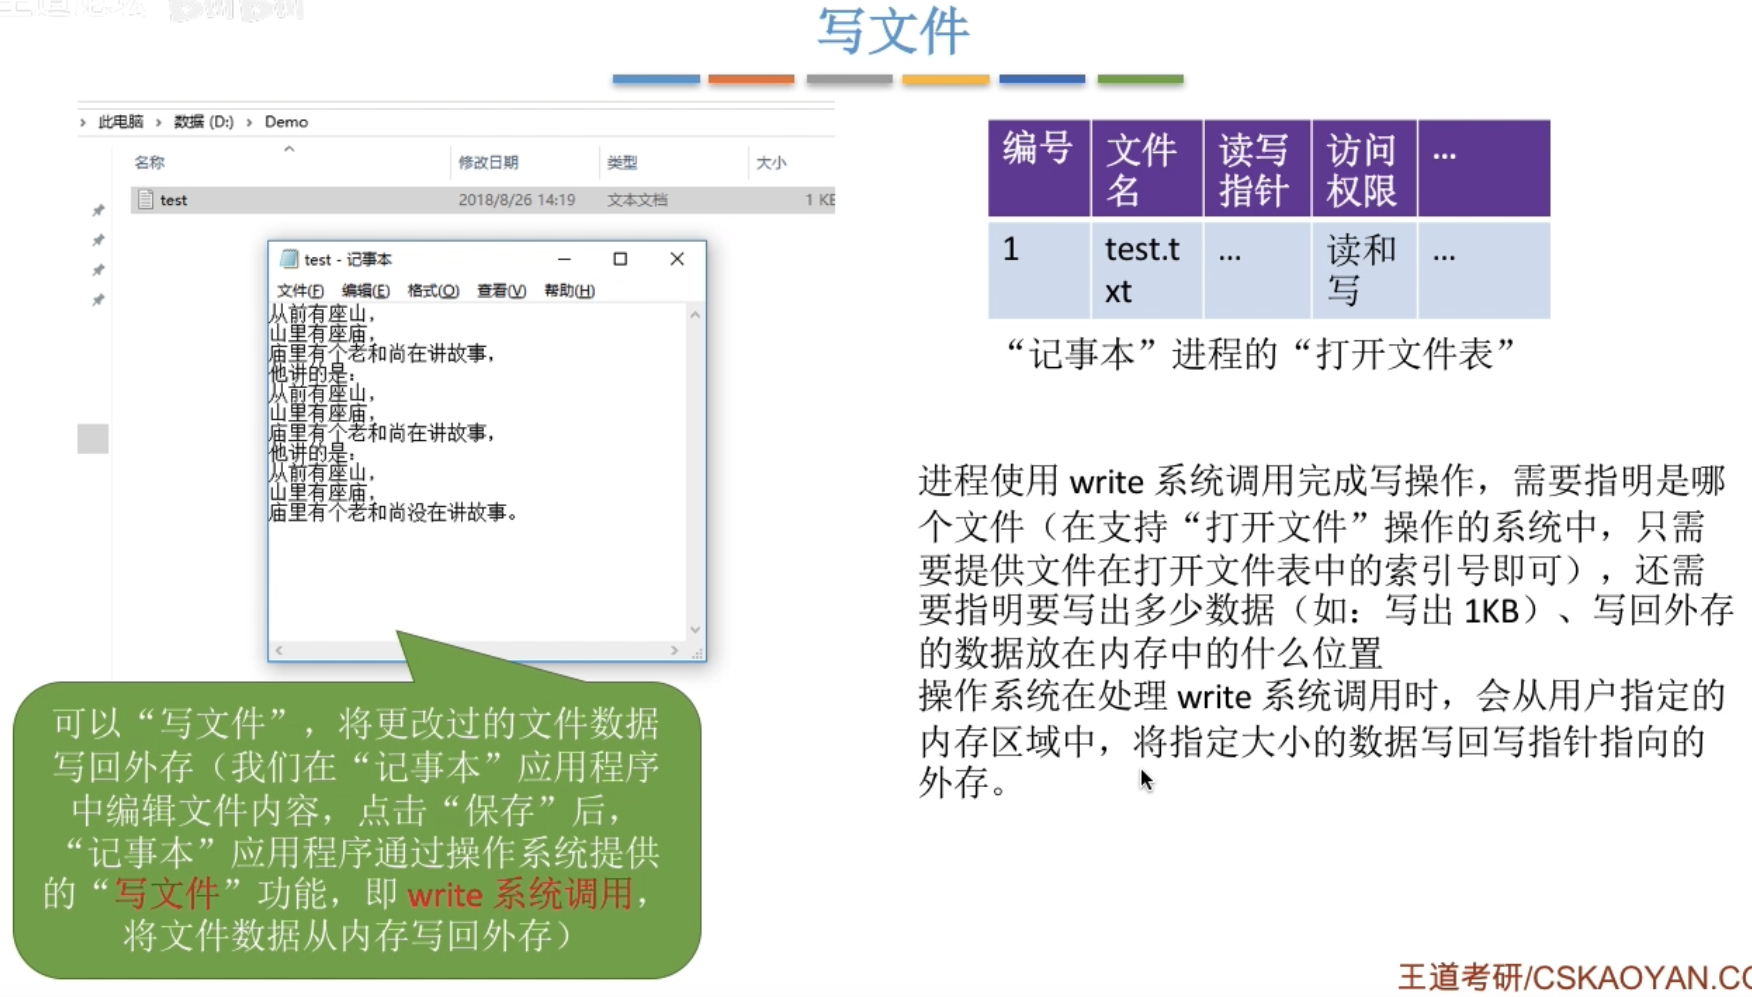 写文件
此电脑 › 数据 (D:) › Demo
名称 修改日期 类型 大小
test 2018/8/26 14:19 文本文档 1 KB
test - 记事本
文件(F) 编辑(E) 格式(O) 查看(V) 帮助(H)
从前有座山，
山里有座庙，
庙里有个老和尚在讲故事，
他讲的是：
从前有座山，
山里有座庙，
庙里有个老和尚在讲故事，
他讲的是：
从前有座山，
山里有座庙，
庙里有个老和尚没在讲故事。
可以“写文件”，将更改过的文件数据
写回外存（我们在“记事本”应用程序
中编辑文件内容，点击“保存”后，
“记事本”应用程序通过操作系统提供
的“写文件”功能，即 write 系统调用，
将文件数据从内存写回外存）
编号 文件 读写 访问 ...
名 指针 权限
1 test.t ... 读和 ...
xt 写
“记事本”进程的“打开文件表”
进程使用 write 系统调用完成写操作，需要指明是哪
个文件（在支持“打开文件”操作的系统中，只需
要提供文件在打开文件表中的索引号即可），还需
要指明要写出多少数据（如：写出 1KB）、写回外存
的数据放在内存中的什么位置
操作系统在处理 write 系统调用时，会从用户指定的
内存区域中，将指定大小的数据写回写指针指向的
外存。
王道考研/CSKAOYAN.CO